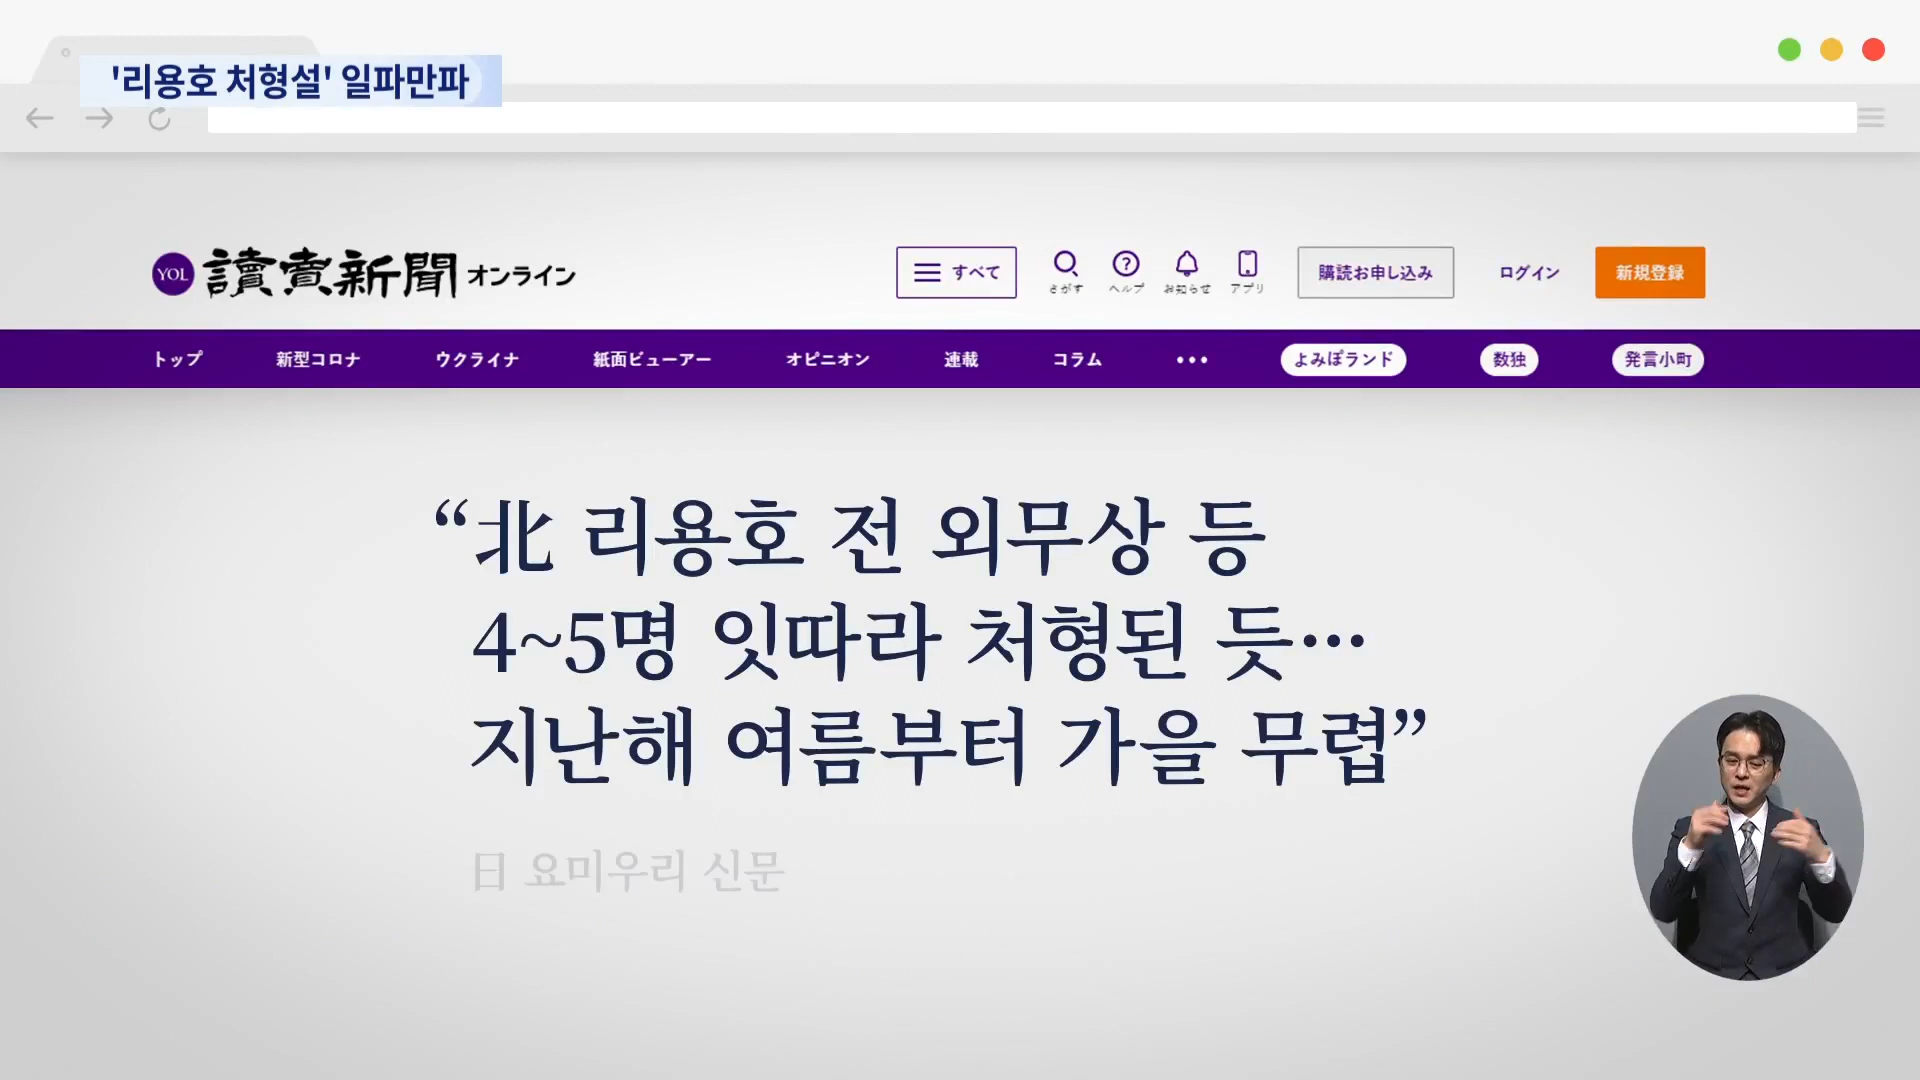 '리용호 처형설' 일파만파
YOL 讀賣新聞 オンライン
すべて
さがす
ヘルプ
お知らせ
アプリ
購読お申し込み
ログイン
新規登録
トップ
新型コロナ
ウクライナ
紙面ビューアー
オピニオン
連載
コラム
•••
よみぽランド
数独
発言小町
“北 리용호 전 외무상 등
4~5명 잇따라 처형된 듯…
지난해 여름부터 가을 무렵”
日 요미우리 신문